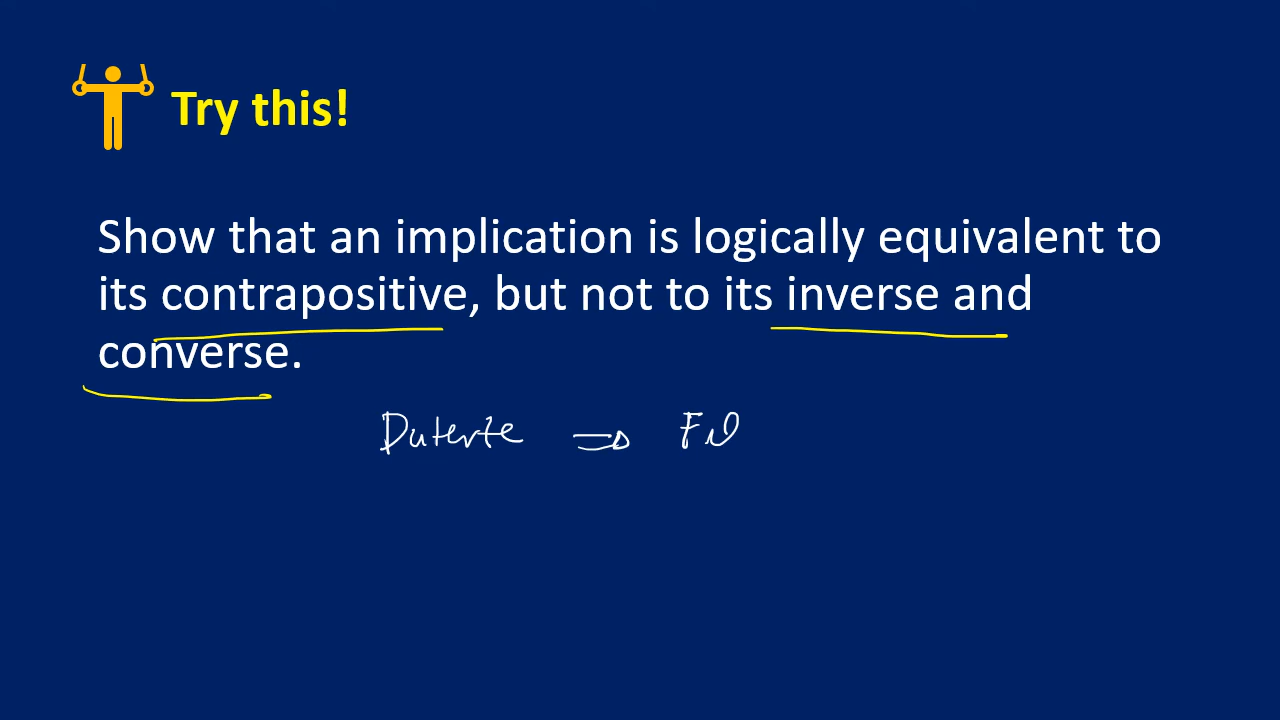 Try this!
Show that an implication is logically equivalent to
its contrapositive, but not to its inverse and
converse.
Duterte ⇒